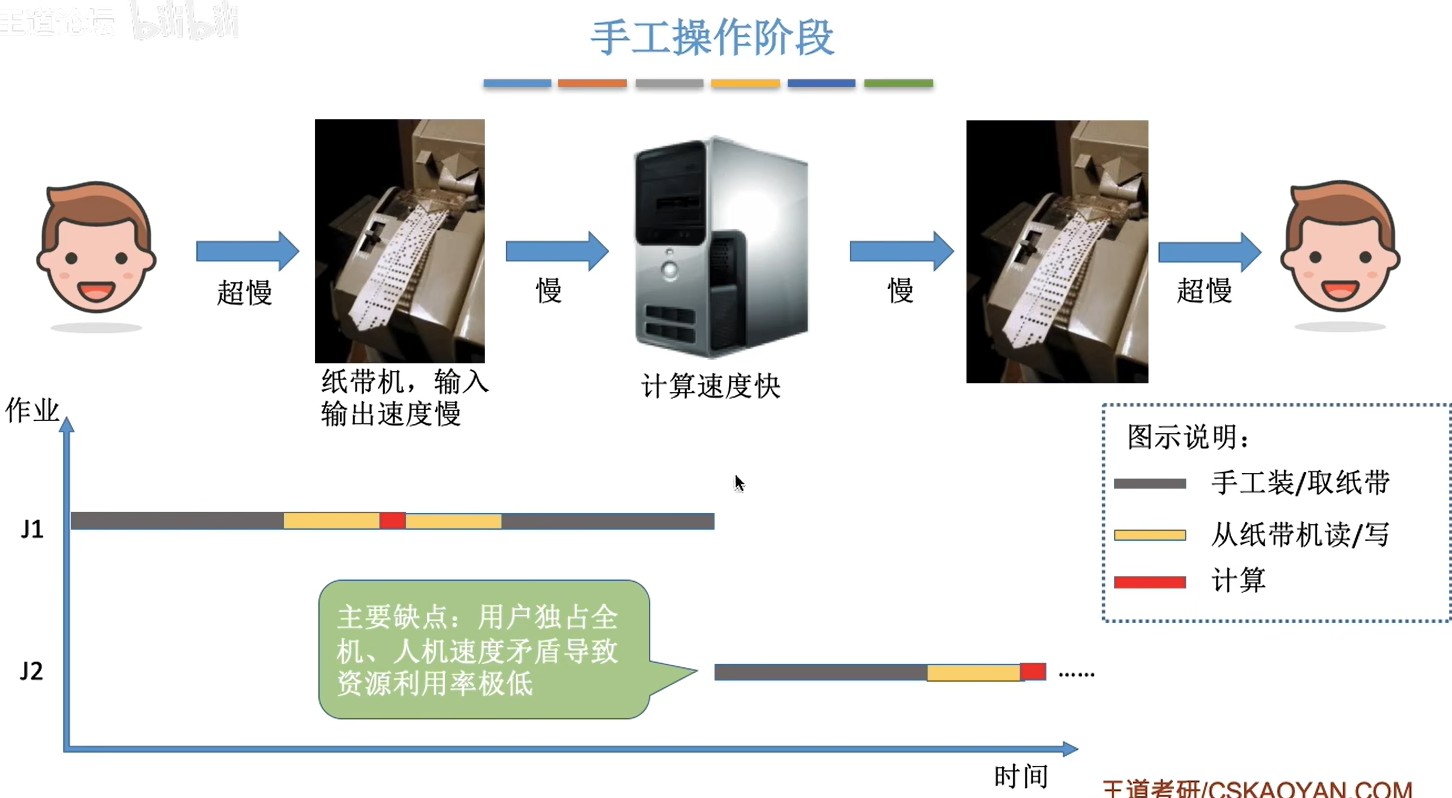 王道论坛 bilibili
手工操作阶段
超慢
慢
慢
超慢
纸带机，输入
输出速度慢
计算速度快
作业
图示说明：
手工装/取纸带
从纸带机读/写
计算
J1
主要缺点：用户独占全
机、人机速度矛盾导致
资源利用率极低
J2
……
时间
王道考研/CSKAOYAN.COM